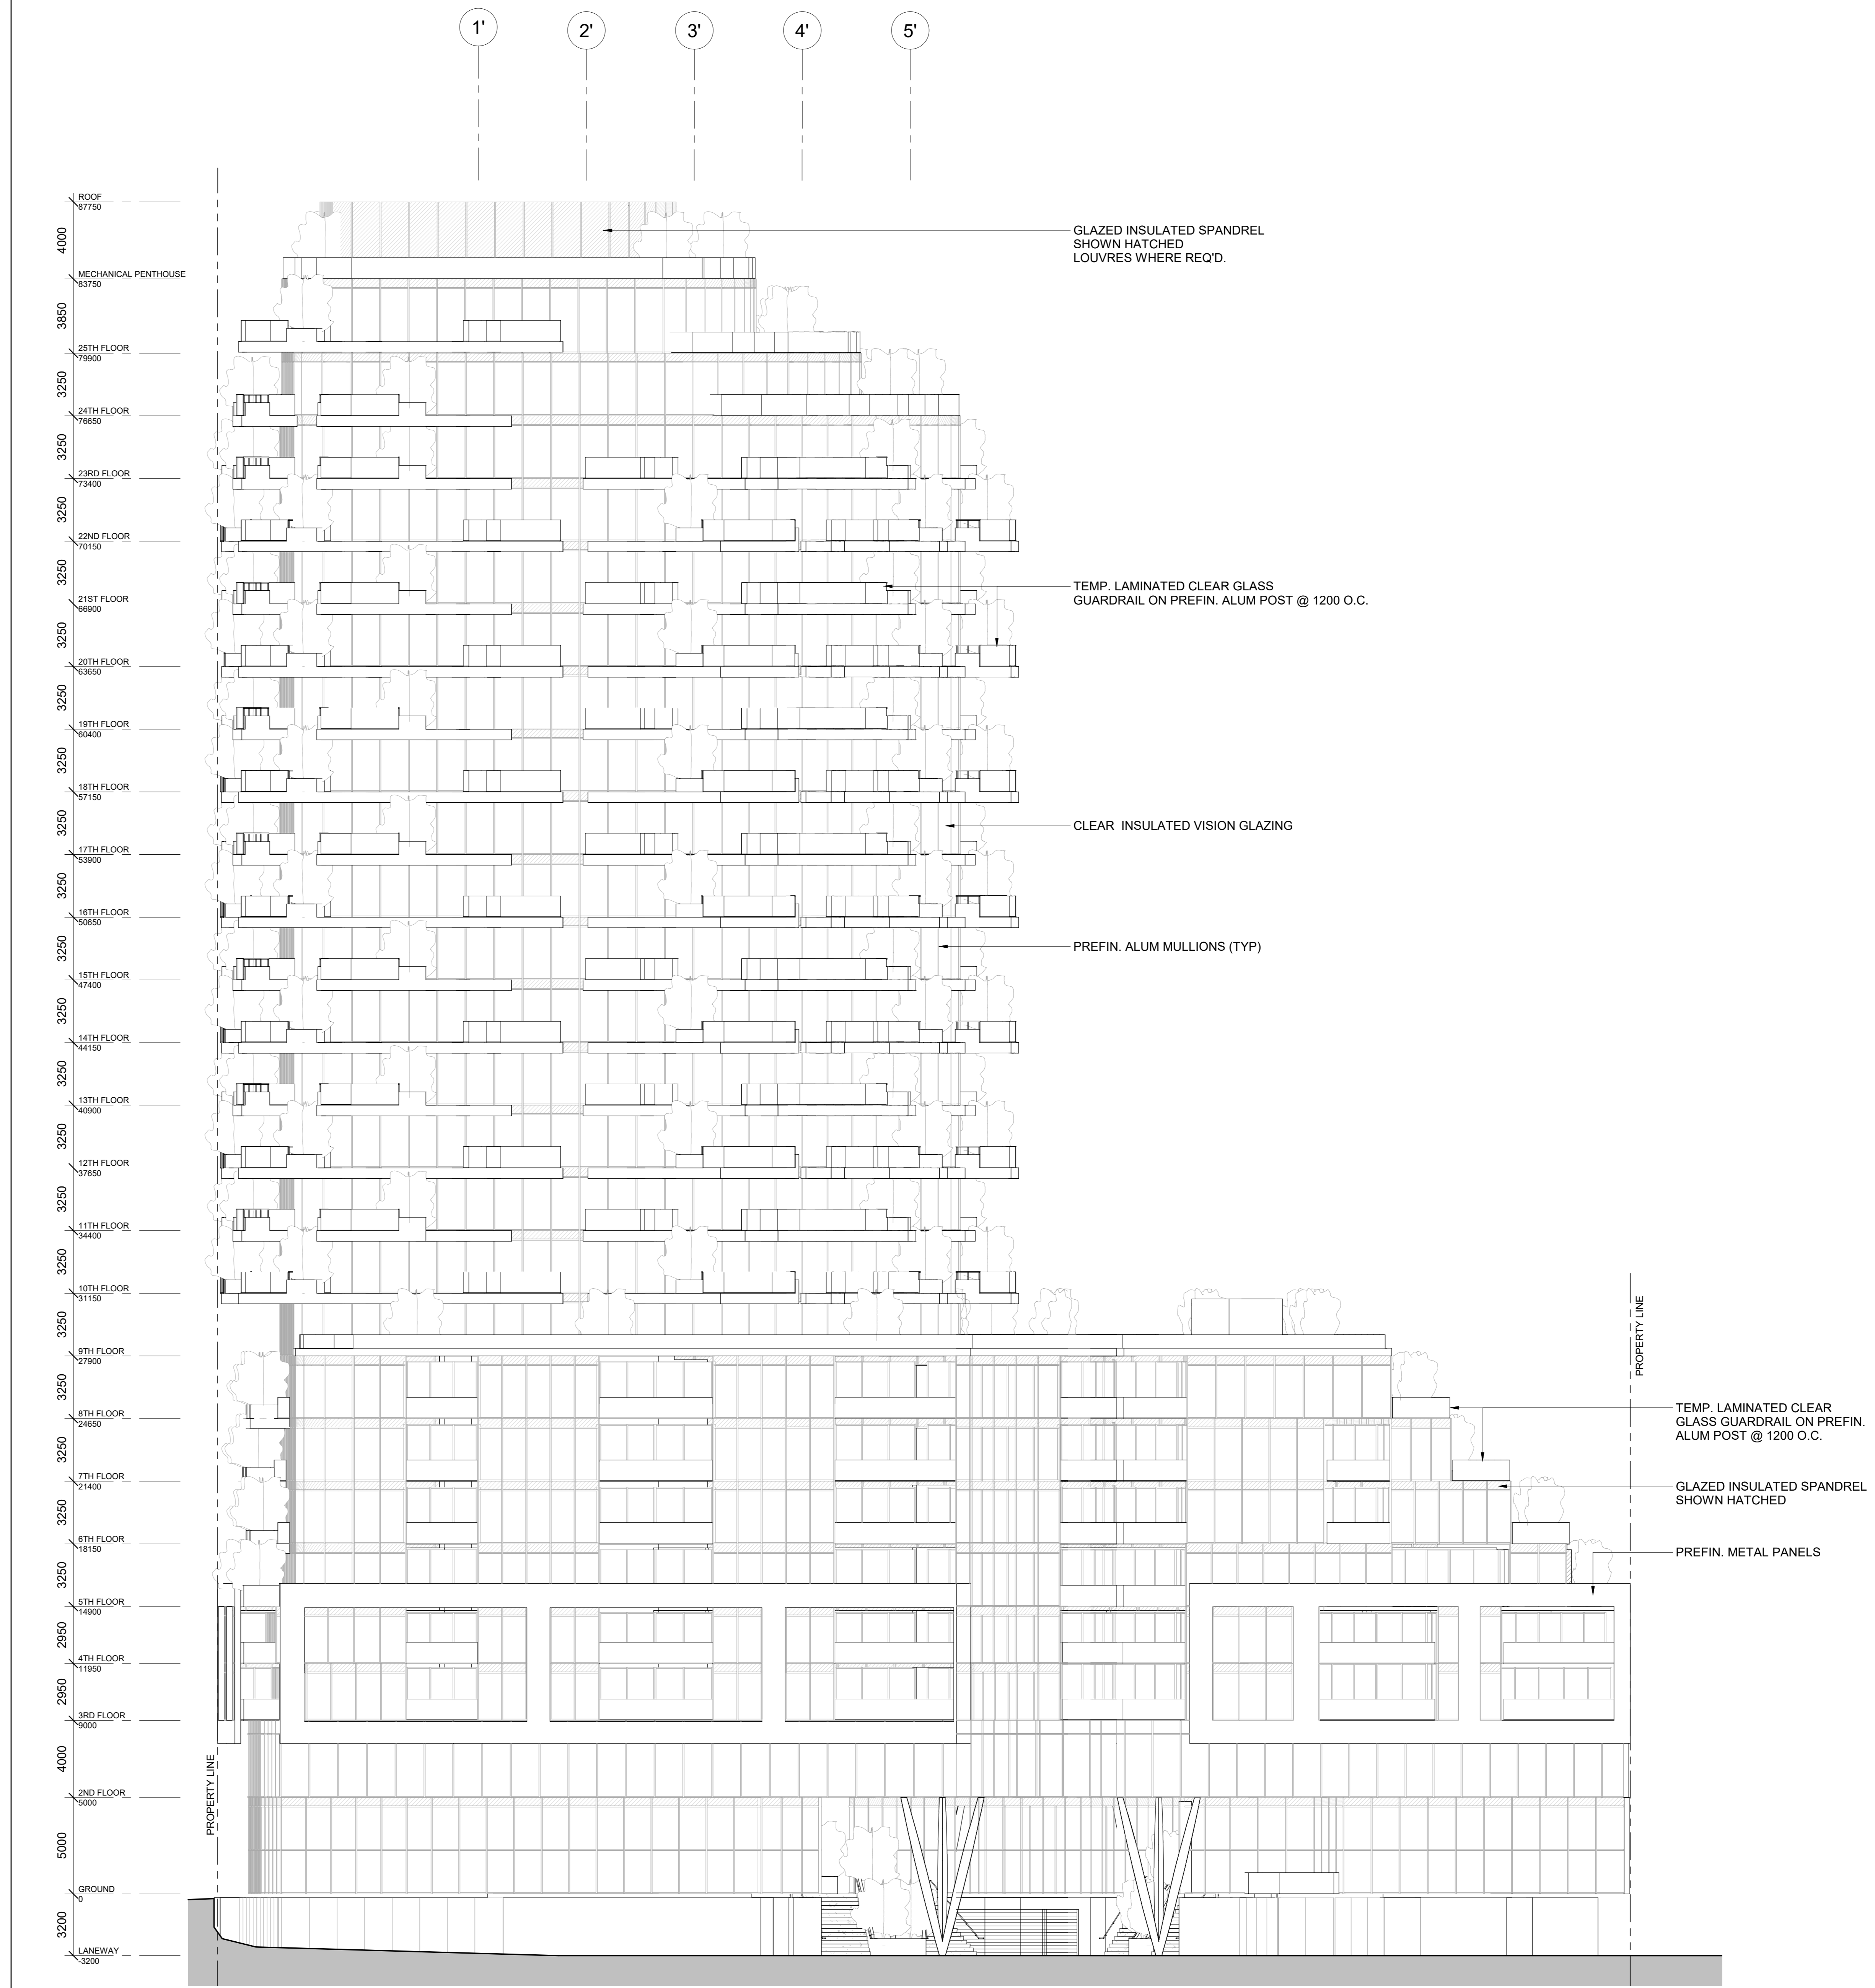 1'
2'
3'
4'
5'
ROOF
87750
4000
MECHANICAL PENTHOUSE
83750
3850
25TH FLOOR
79900
3250
24TH FLOOR
76650
3250
23RD FLOOR
73400
3250
22ND FLOOR
70150
3250
21ST FLOOR
66900
3250
20TH FLOOR
63650
3250
19TH FLOOR
60400
3250
18TH FLOOR
57150
3250
17TH FLOOR
53900
3250
16TH FLOOR
50650
3250
15TH FLOOR
47400
3250
14TH FLOOR
44150
3250
13TH FLOOR
40900
3250
12TH FLOOR
37650
3250
11TH FLOOR
34400
3250
10TH FLOOR
31150
3250
9TH FLOOR
27900
3250
8TH FLOOR
24650
3250
7TH FLOOR
21400
3250
6TH FLOOR
18150
3250
5TH FLOOR
14900
2950
4TH FLOOR
11950
2950
3RD FLOOR
9000
4000
2ND FLOOR
5000
5000
GROUND
0
3200
LANEWAY
-3200
PROPERTY LINE
GLAZED INSULATED SPANDREL
SHOWN HATCHED
LOUVRES WHERE REQ'D.
TEMP. LAMINATED CLEAR GLASS
GUARDRAIL ON PREFIN. ALUM POST @ 1200 O.C.
CLEAR INSULATED VISION GLAZING
PREFIN. ALUM MULLIONS (TYP)
PROPERTY LINE
TEMP. LAMINATED CLEAR
GLASS GUARDRAIL ON PREFIN.
ALUM POST @ 1200 O.C.
GLAZED INSULATED SPANDREL
SHOWN HATCHED
PREFIN. METAL PANELS